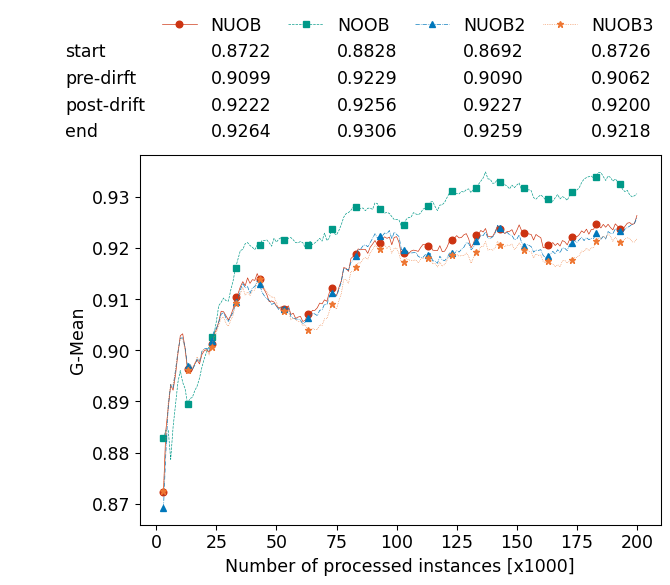 NUOB NOOB NUOB2 NUOB3
start 0.8722 0.8828 0.8692 0.8726
pre-dirft 0.9099 0.9229 0.9090 0.9062
post-drift 0.9222 0.9256 0.9227 0.9200
end 0.9264 0.9306 0.9259 0.9218
0.93
0.92
0.91
0.90
0.89
0.88
0.87
G-Mean
0 25 50 75 100 125 150 175 200
Number of processed instances [x1000]